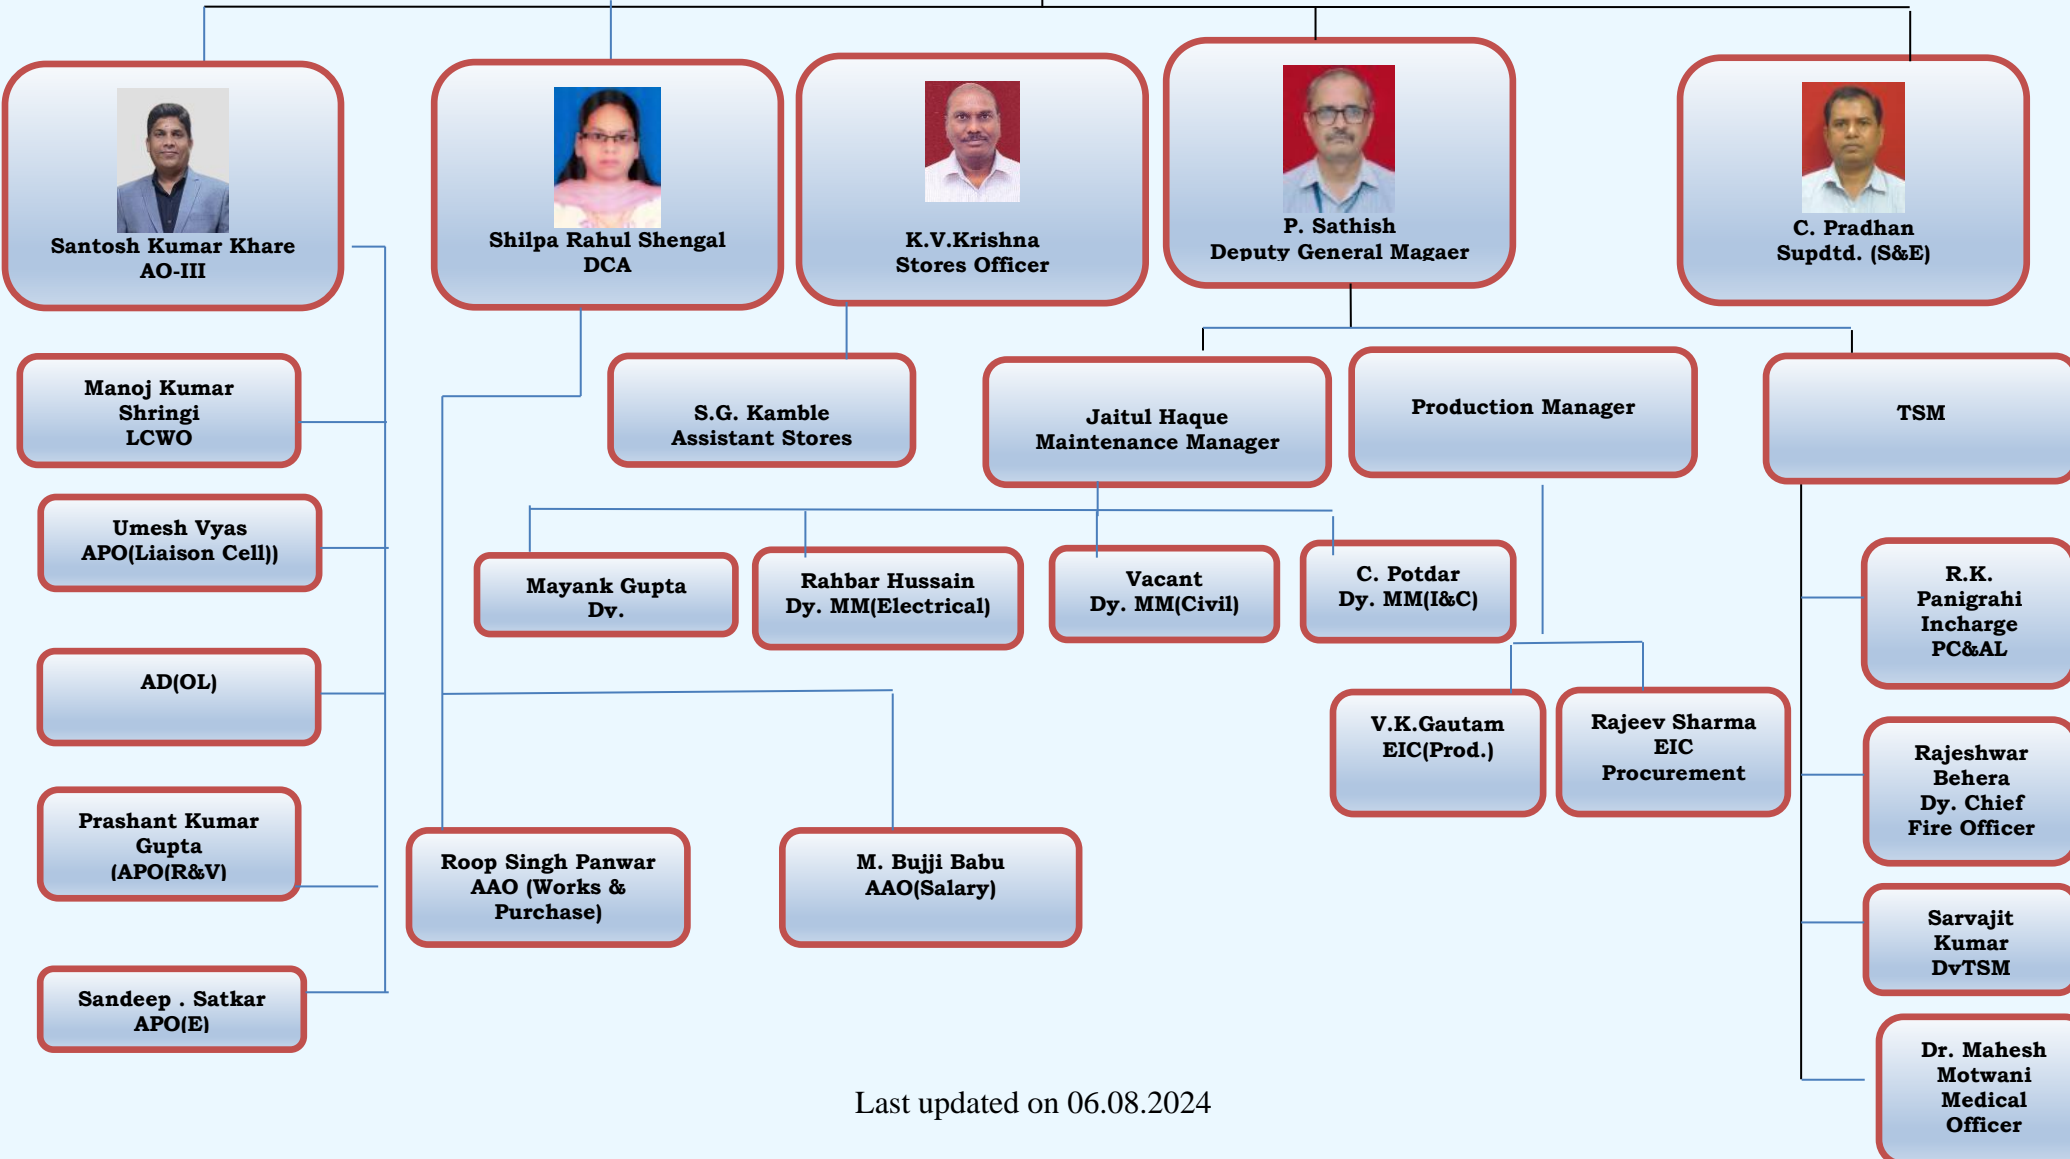 Santosh Kumar Khare
AO-III
Shilpa Rahul Shengal
DCA
K.V.Krishna
Stores Officer
P. Sathish
Deputy General Magaer
C. Pradhan
Supdtd. (S&E)
Manoj Kumar
Shringi
LCWO
S.G. Kamble
Assistant Stores
Jaitul Haque
Maintenance Manager
Production Manager
TSM
Umesh Vyas
APO(Liaison Cell))
Mayank Gupta
Dy.
Rahbar Hussain
Dy. MM(Electrical)
Vacant
Dy. MM(Civil)
C. Potdar
Dy. MM(I&C)
R.K.
Panigrahi
Incharge
PC&AL
AD(OL)
V.K.Gautam
EIC(Prod.)
Rajeev Sharma
EIC
Procurement
Rajeshwar
Behera
Dy. Chief
Fire Officer
Prashant Kumar
Gupta
(APO(R&V)
Roop Singh Panwar
AAO (Works &
Purchase)
M. Bujji Babu
AAO(Salary)
Sarvajit
Kumar
DyTSM
Sandeep . Satkar
APO(E)
Dr. Mahesh
Motwani
Medical
Officer
Last updated on 06.08.2024